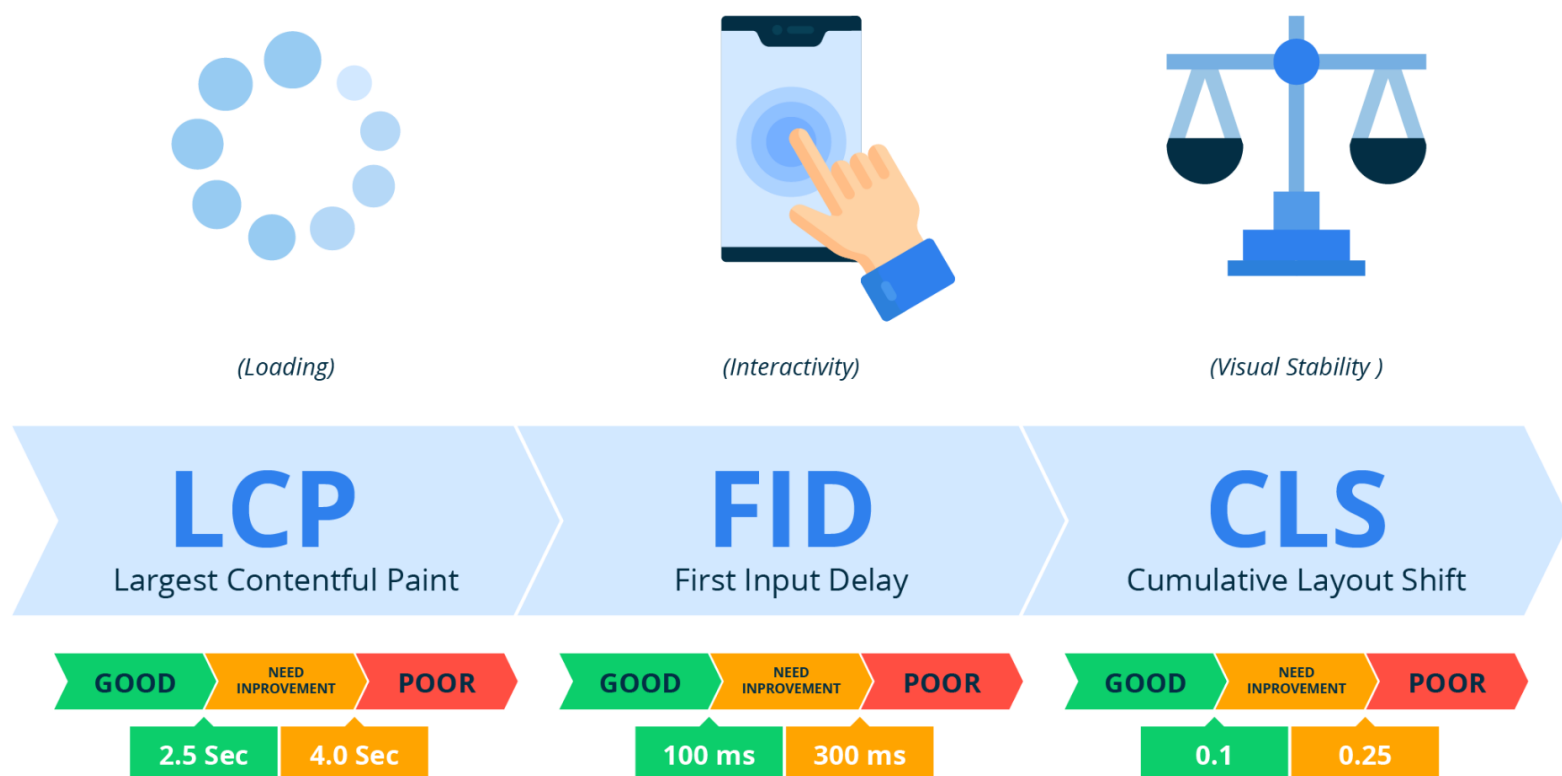 (Loading)
(Interactivity)
(Visual Stability )
LCP
Largest Contentful Paint
FID
First Input Delay
CLS
Cumulative Layout Shift
GOOD
NEED
INPROVEMENT
POOR
GOOD
NEED
INPROVEMENT
POOR
GOOD
NEED
INPROVEMENT
POOR
2.5 Sec
4.0 Sec
100 ms
300 ms
0.1
0.25